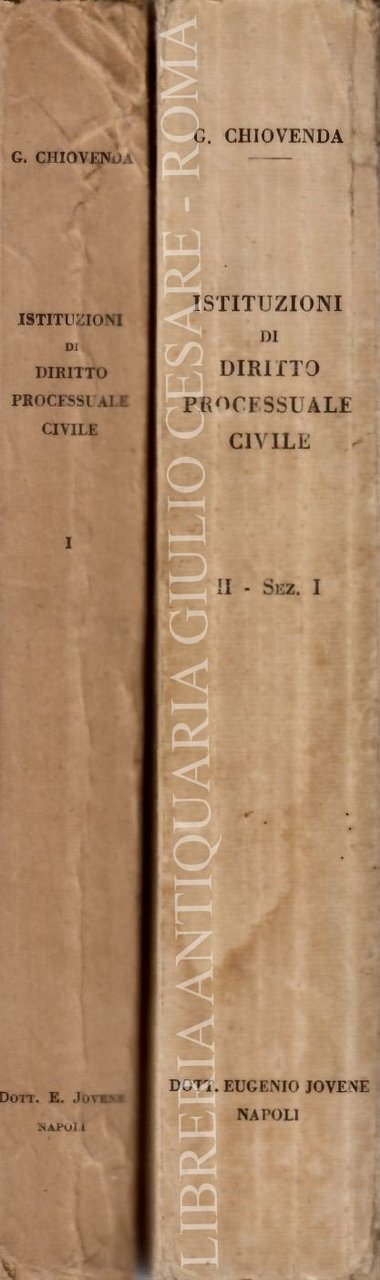 G. CHIOVENDA
ISTITUZIONI
DI
DIRITTO
PROCESSUALE
CIVILE
I
DOTT. E. JOVENE
NAPOLI
G. CHIOVENDA
ISTITUZIONI
DI
DIRITTO
PROCESSUALE
CIVILE
II - SEZ. I
DOTT. EUGENIO JOVENE
NAPOLI
LIBRERIA ANTIQUARIA GIULIO CESARE - ROMA